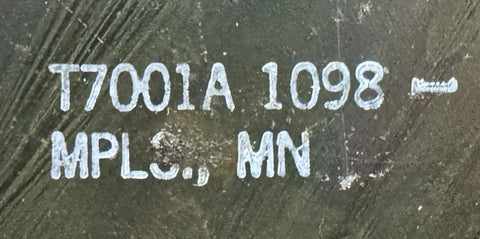 T7001A 1098 -
MPLS., MN